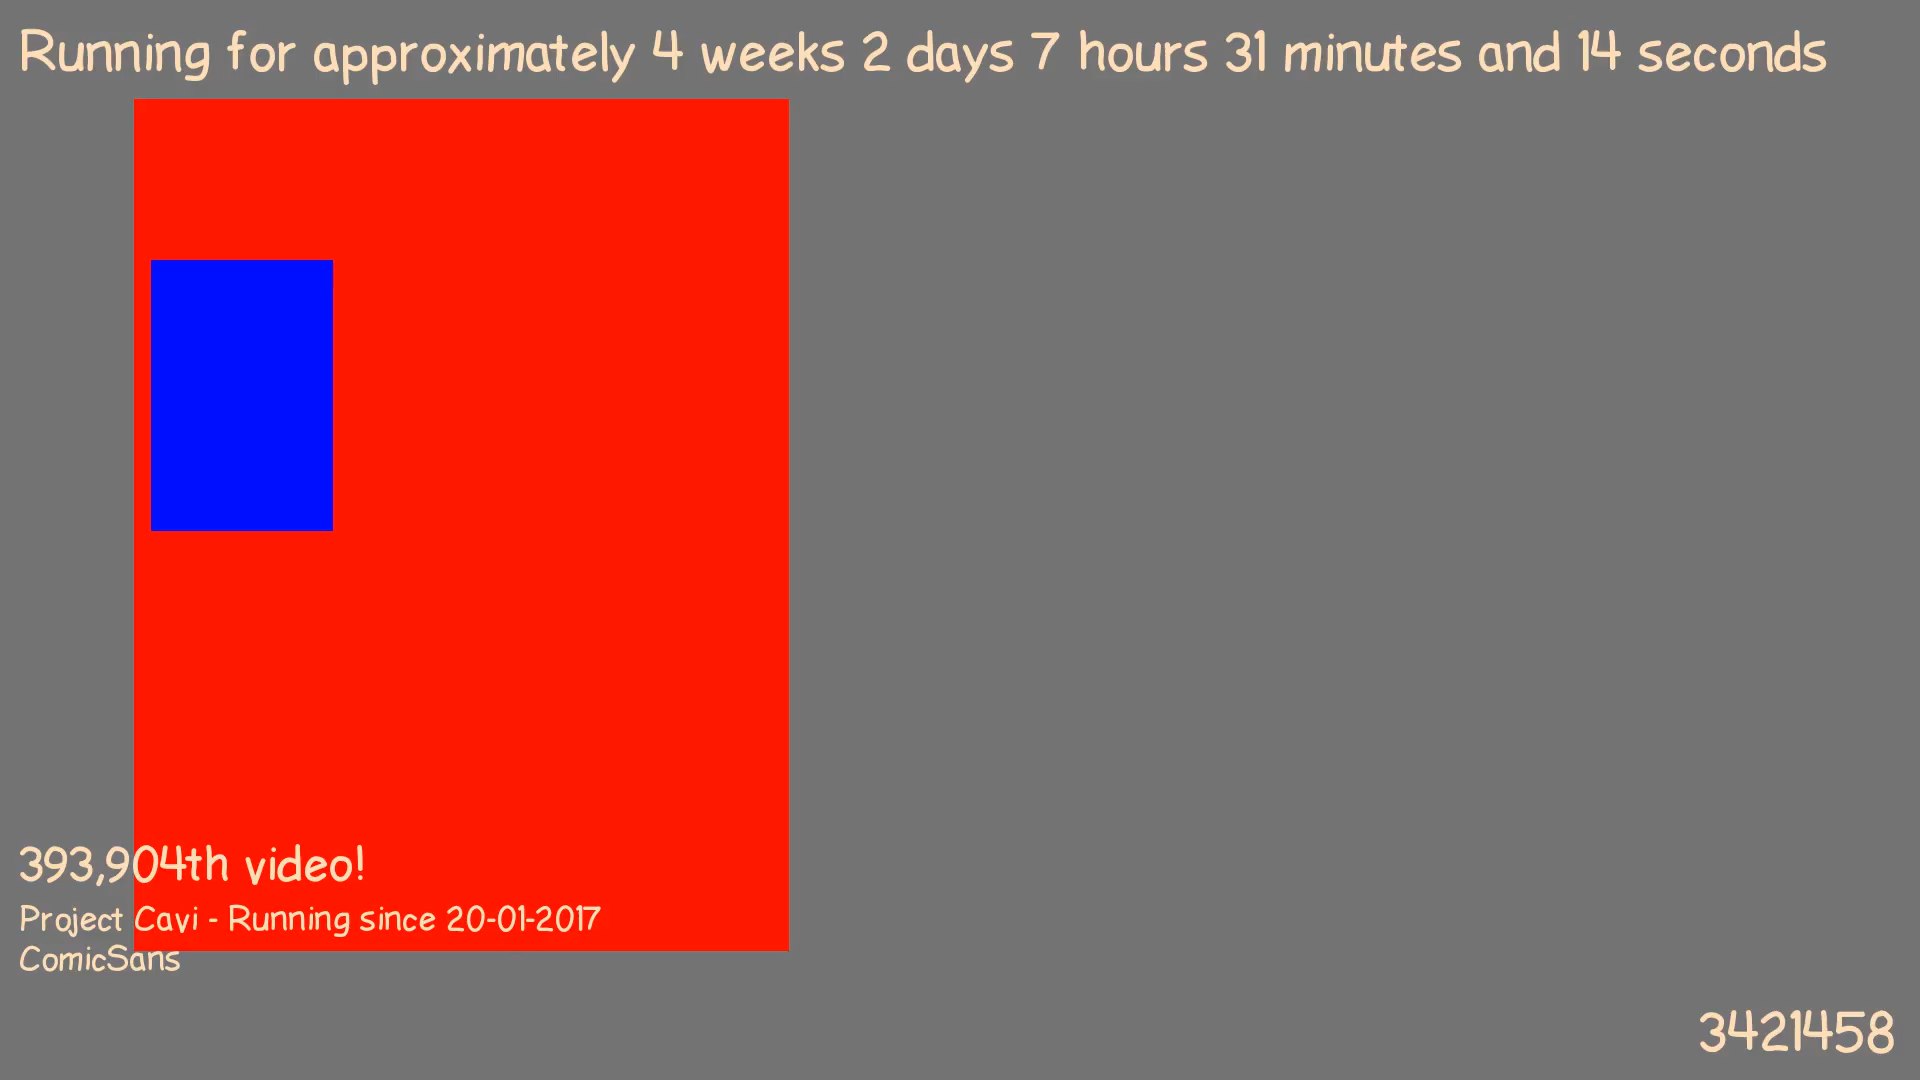 Running for approximately 4 weeks 2 days 7 hours 31 minutes and 14 seconds
393,904th video!
Project Cavi - Running since 20-01-2017
ComicSans
3421458